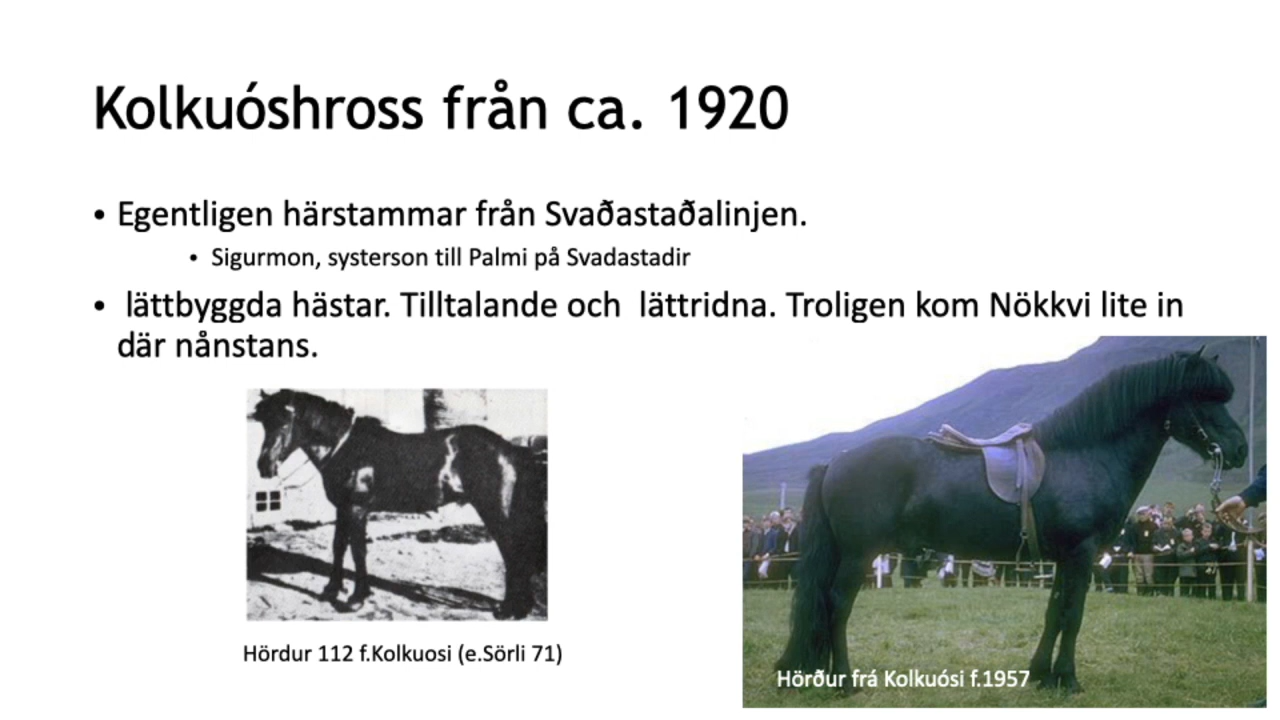 Kolkuóshross från ca. 1920
• Egentligen härstammar från Svaðastaðalinjen.
• Sigurmon, systerson till Palmi på Svadastadir
• lättbyggda hästar. Tilltalande och lättridna. Troligen kom Nökkvi lite in
där nånstans.
Hördur 112 f.Kolkuosi (e.Sörli 71)
Hörður frá Kolkuósi f.1957